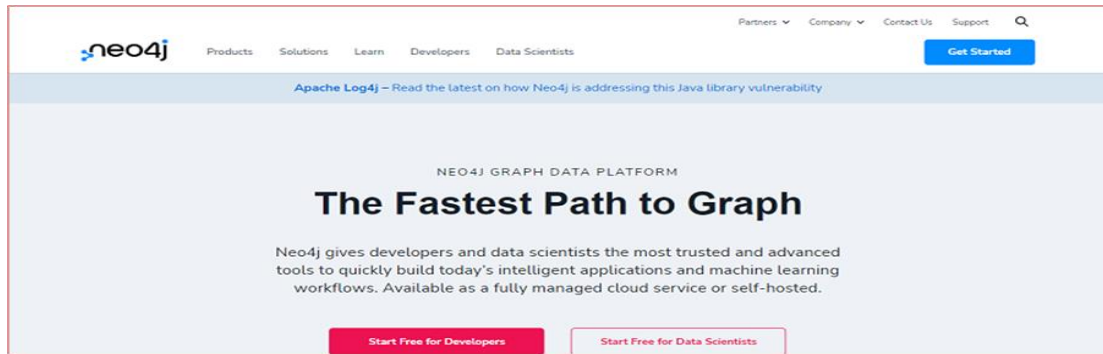 Partners Company Contact Us Support
neo4j Products Solutions Learn Developers Data Scientists Get Started
Apache Log4j – Read the latest on how Neo4j is addressing this Java library vulnerability
NEO4J GRAPH DATA PLATFORM
The Fastest Path to Graph
Neo4j gives developers and data scientists the most trusted and advanced
tools to quickly build today's intelligent applications and machine learning
workflows. Available as a fully managed cloud service or self-hosted.
Start Free for Developers Start Free for Data Scientists